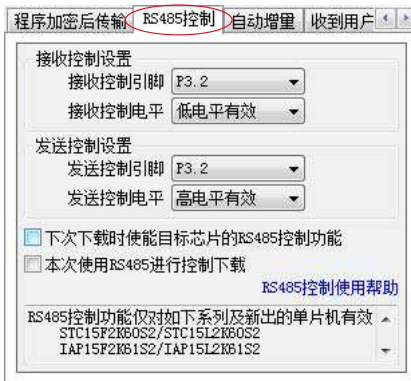 程序加密后传输 RS485控制 自动增量 收到用户
接收控制设置
接收控制引脚 P3.2
接收控制电平 低电平有效
发送控制设置
发送控制引脚 P3.2
发送控制电平 高电平有效
下次下载时使能目标芯片的RS485控制功能
本次使用RS485进行控制下载
RS485控制使用帮助
RS485控制功能仅对如下系列及新出的单片机有效
STC15F2K60S2/STC15L2K60S2
IAP15F2K61S2/IAP15L2K61S2